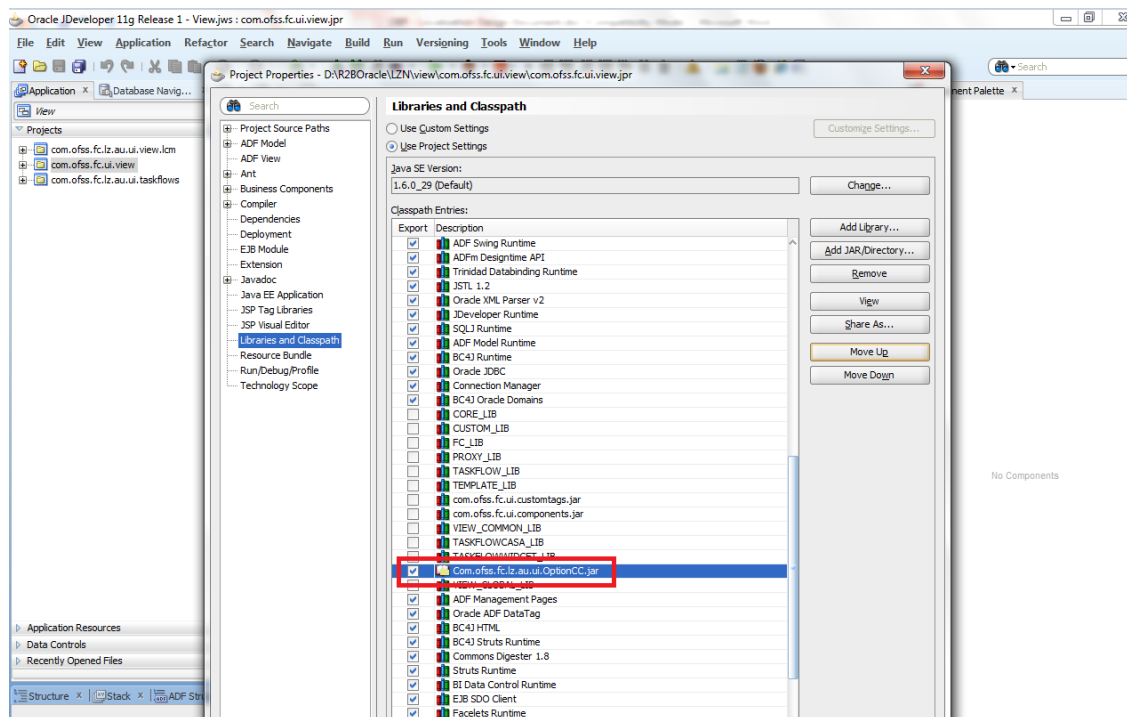 Oracle JDeveloper 11g Release 1 - View.jws : com.ofss.fc.ui.view.jpr
File Edit View Application Refactor Search Navigate Build Run Versioning Tools Window Help
Project Properties - D:\R2BOracle\LZN\view\com.ofss.fc.ui.view\com.ofss.fc.ui.view.jpr
Search
Application Database Navig...
nent Palette
View
Projects
com.ofss.fc.lz.au.ui.view.lcm
com.ofss.fc.ui.view
com.ofss.fc.lz.au.ui.taskflows
Application Resources
Data Controls
Recently Opened Files
Structure Stack ADF Str
Search
Project Source Paths
ADF Model
ADF View
Ant
Business Components
Compiler
Dependencies
Deployment
EJB Module
Extension
Javadoc
Java EE Application
JSP Tag Libraries
JSP Visual Editor
Libraries and Classpath
Resource Bundle
Run/Debug/Profile
Technology Scope
Libraries and Classpath
Use Custom Settings
Customize Settings...
Use Project Settings
Java SE Version:
1.6.0_29 (Default)
Change...
Classpath Entries:
Export Description
ADF Swing Runtime
ADFm Designtime API
Trinidad Databinding Runtime
JSTL 1.2
Oracle XML Parser v2
JDeveloper Runtime
SQLJ Runtime
ADF Model Runtime
BC4J Runtime
Oracle JDBC
Connection Manager
BC4J Oracle Domains
CORE_LIB
CUSTOM_LIB
FC_LIB
PROXY_LIB
TASKFLOW_LIB
TEMPLATE_LIB
com.ofss.fc.ui.customtags.jar
com.ofss.fc.ui.components.jar
VIEW_COMMON_LIB
TASKFLOWCASA_LIB
TASKFLOWWIDGET_LIB
Com.ofss.fc.lz.au.ui.OptionCC.jar
VIEW_GLOBAL_LIB
ADF Management Pages
Oracle ADF DataTag
BC4J HTML
BC4J Struts Runtime
Commons Digester 1.8
Struts Runtime
BI Data Control Runtime
EJB SDO Client
Facelets Runtime
Add Library...
Add JAR/Directory...
Remove
View
Share As...
Move Up
Move Down
No Components